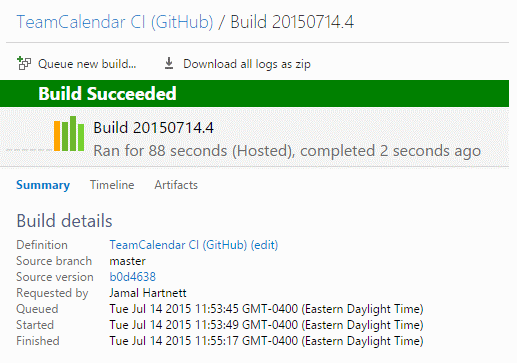 TeamCalendar CI (GitHub) / Build 20150714.4
Queue new build... Download all logs as zip
Build Succeeded
Build 20150714.4
Ran for 88 seconds (Hosted), completed 2 seconds ago
Summary Timeline Artifacts
Build details
Definition TeamCalendar CI (GitHub) (edit)
Source branch master
Source version b0d4638
Requested by Jamal Hartnett
Queued Tue Jul 14 2015 11:53:45 GMT-0400 (Eastern Daylight Time)
Started Tue Jul 14 2015 11:53:49 GMT-0400 (Eastern Daylight Time)
Finished Tue Jul 14 2015 11:55:17 GMT-0400 (Eastern Daylight Time)